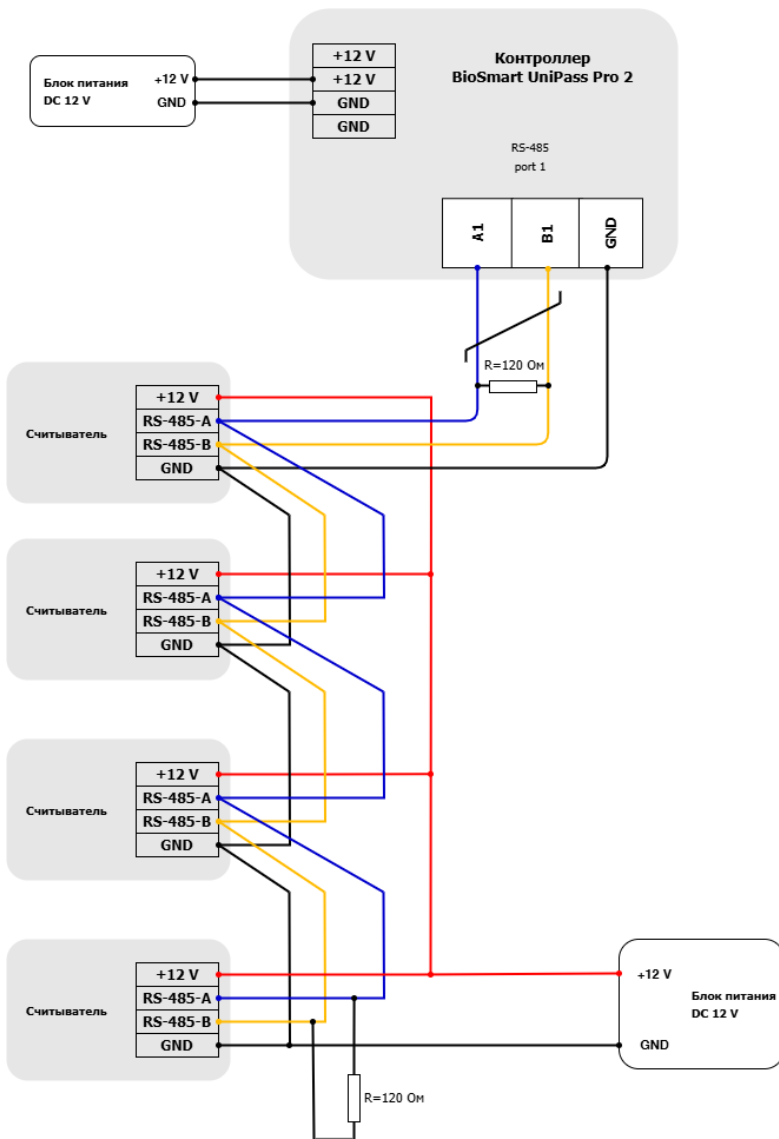 Контроллер
BioSmart UniPass Pro 2
Блок питания
DC 12 V
+12 V
GND
+12 V
+12 V
GND
GND
RS-485
port 1
A1
B1
GND
R=120 Ом
Считыватель
+12 V
RS-485-A
RS-485-B
GND
Считыватель
+12 V
RS-485-A
RS-485-B
GND
Считыватель
+12 V
RS-485-A
RS-485-B
GND
Считыватель
+12 V
RS-485-A
RS-485-B
GND
+12 V
GND
Блок питания
DC 12 V
R=120 Ом